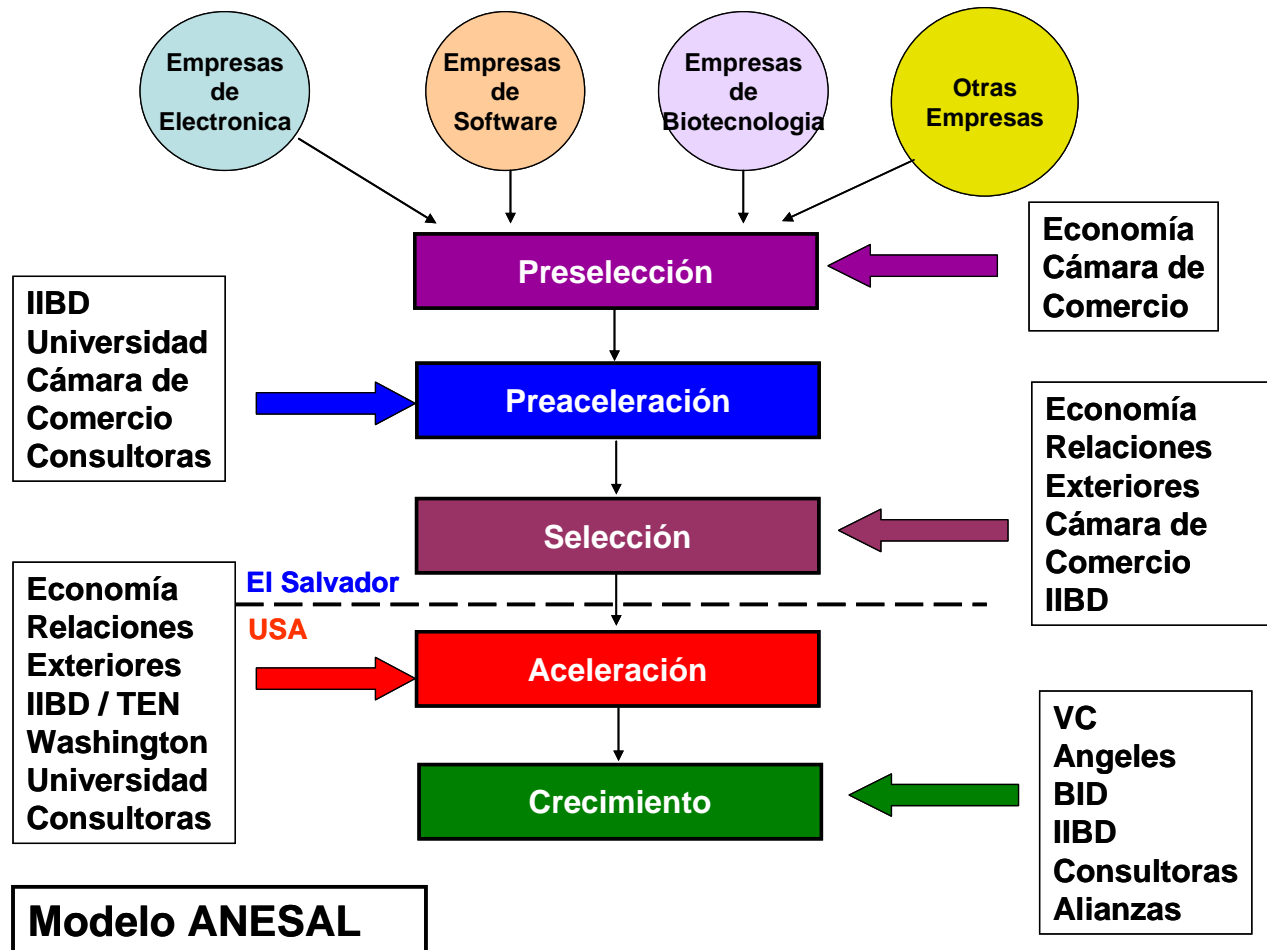 Empresas
de
Electronica
Empresas
de
Software
Empresas
de
Biotecnologia
Otras
Empresas
Preselección
Economía
Cámara de
Comercio
IIBD
Universidad
Cámara de
Comercio
Consultoras
Preaceleración
Economía
Relaciones
Exteriores
Cámara de
Comercio
IIBD
Selección
El Salvador
USA
Economía
Relaciones
Exteriores
IIBD / TEN
Washington
Universidad
Consultoras
Aceleración
VC
Angeles
BID
IIBD
Consultoras
Alianzas
Crecimiento
Modelo ANESAL